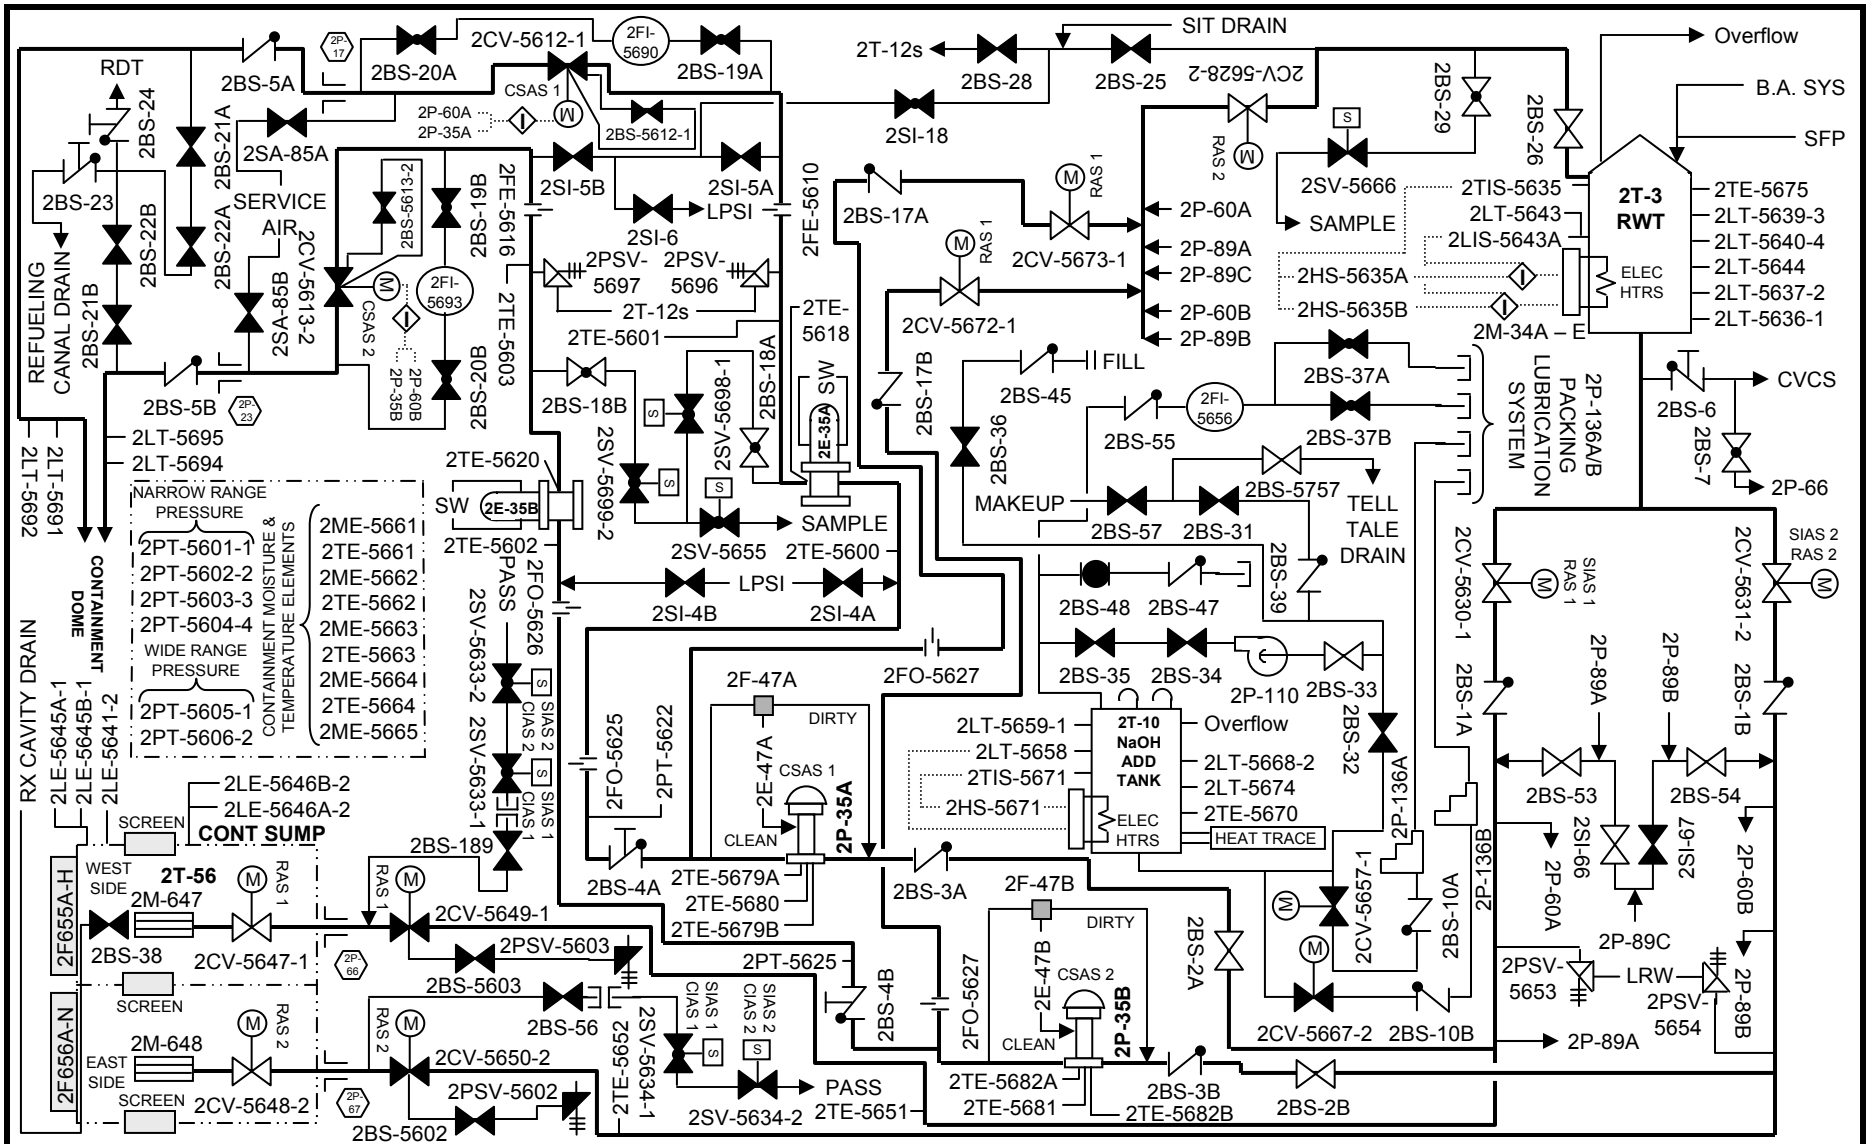 SIT DRAIN
2P-17
2CV-5612-1
2FI-5690
2T-12s
Overflow
RDT
2BS-5A
2BS-20A
2BS-19A
2BS-28
2BS-25
2CV-5628-2
2BS-29
B.A. SYS
2BS-24
CSAS 1
M
2P-60A
2P-35A
I
2BS-5612-1
2SI-18
S
2BS-26
SFP
2BS-21A
2SA-85A
RAS 2
M
2SV-5666
2BS-23
SERVICE
AIR
2BS-5613-2
2BS-19B
2FE-5616
2SI-5B
2SI-5A
LPSI
2SI-6
2FE-5610
2BS-17A
M
RAS 1
2CV-5673-1
2P-60A
2P-89A
2P-89C
2P-60B
2P-89B
SAMPLE
2TIS-5635
2LT-5643
2LIS-5643A
2HS-5635A
2HS-5635B
I
I
2T-3
RWT
ELEC
HTRS
2M-34A – E
2TE-5675
2LT-5639-3
2LT-5640-4
2LT-5644
2LT-5637-2
2LT-5636-1
REFUELING
CANAL DRAIN
2BS-22B
2BS-22A
2BS-21B
2SA-85B
2CV-5613-2
M
CSAS 2
I
2P-60B
2P-35B
2FI-5693
2BS-20B
2TE-5603
2PSV-5697
2PSV-5696
2T-12s
2TE-5601
2TE-5618
M
RAS 1
2CV-5672-1
2BS-5B
2P-23
2BS-18B
2SV-5698-1
2BS-18A
SW
2E-35A
2BS-17B
2BS-45
FILL
2BS-36
2BS-55
2FI-5656
2BS-37A
2BS-37B
2P-136A/B
PACKING
LUBRICATION
SYSTEM
2BS-6
CVCS
2BS-7
2P-66
2LT-5695
2LT-5694
2LT-5692
2LT-5691
NARROW RANGE
PRESSURE
2PT-5601-1
2PT-5602-2
2PT-5603-3
2PT-5604-4
WIDE RANGE
PRESSURE
2PT-5605-1
2PT-5606-2
CONTAINMENT MOISTURE &
TEMPERATURE ELEMENTS
2ME-5661
2TE-5661
2ME-5662
2TE-5662
2ME-5663
2TE-5663
2ME-5664
2TE-5664
2ME-5665
CONTAINMENT
DOME
2TE-5620
SW
2E-35B
2TE-5602
2SV-5699-2
S
S
S
2SV-5655
SAMPLE
2TE-5600
MAKEUP
2BS-57
2BS-31
2BS-5757
TELL
TALE
DRAIN
2BS-39
PASS
2FO-5626
2SV-5633-2
S
SIAS 2
CIAS 2
2SI-4B
LPSI
2SI-4A
2BS-48
2BS-47
2BS-35
2BS-34
2P-110
2BS-33
2CV-5630-1
M
SIAS 1
RAS 1
2CV-5631-2
SIAS 2
RAS 2
M
2BS-1A
2BS-1B
2P-89A
2P-89B
RX CAVITY DRAIN
2LE-5645A-1
2LE-5645B-1
2LE-5641-2
2LE-5646B-2
2LE-5646A-2
2SV-5633-1
S
SIAS 1
CIAS 1
2BS-189
2FO-5625
2PT-5622
2FO-5627
2F-47A
DIRTY
2E-47A
CSAS 1
CLEAN
2P-35A
2LT-5659-1
2LT-5658
2TIS-5671
2HS-5671
2T-10
NaOH
ADD
TANK
ELEC
HTRS
Overflow
2LT-5668-2
2LT-5674
2TE-5670
HEAT TRACE
2BS-32
2P-136A
2P-136B
2BS-53
2BS-54
2SI-66
2SI-67
2P-60A
2P-60B
2P-89C
SCREEN
CONT SUMP
WEST
SIDE
2T-56
2M-647
2BS-38
2F655A-H
M
RAS 1
2CV-5647-1
2P-66
M
RAS 1
2CV-5649-1
2PSV-5603
2BS-5603
2BS-4A
2TE-5679A
2TE-5680
2TE-5679B
2BS-3A
2F-47B
DIRTY
2PT-5625
2BS-4B
2FO-5627
2E-47B
CSAS 2
CLEAN
2P-35B
2BS-2A
M
2CV-5657-1
2BS-10A
M
2CV-5667-2
2BS-10B
2PSV-5653
LRW
2PSV-5654
2P-89B
2P-89A
SCREEN
2F656A-N
EAST
SIDE
2M-648
SCREEN
M
RAS 2
2CV-5648-2
2P-67
M
RAS 2
2CV-5650-2
2PSV-5602
2BS-5602
2BS-56
2TE-5652
2SV-5634-1
S
SIAS 1
CIAS 1
SIAS 2
CIAS 2
S
2SV-5634-2
PASS
2TE-5651
2TE-5682A
2TE-5681
2TE-5682B
2BS-3B
2BS-2B